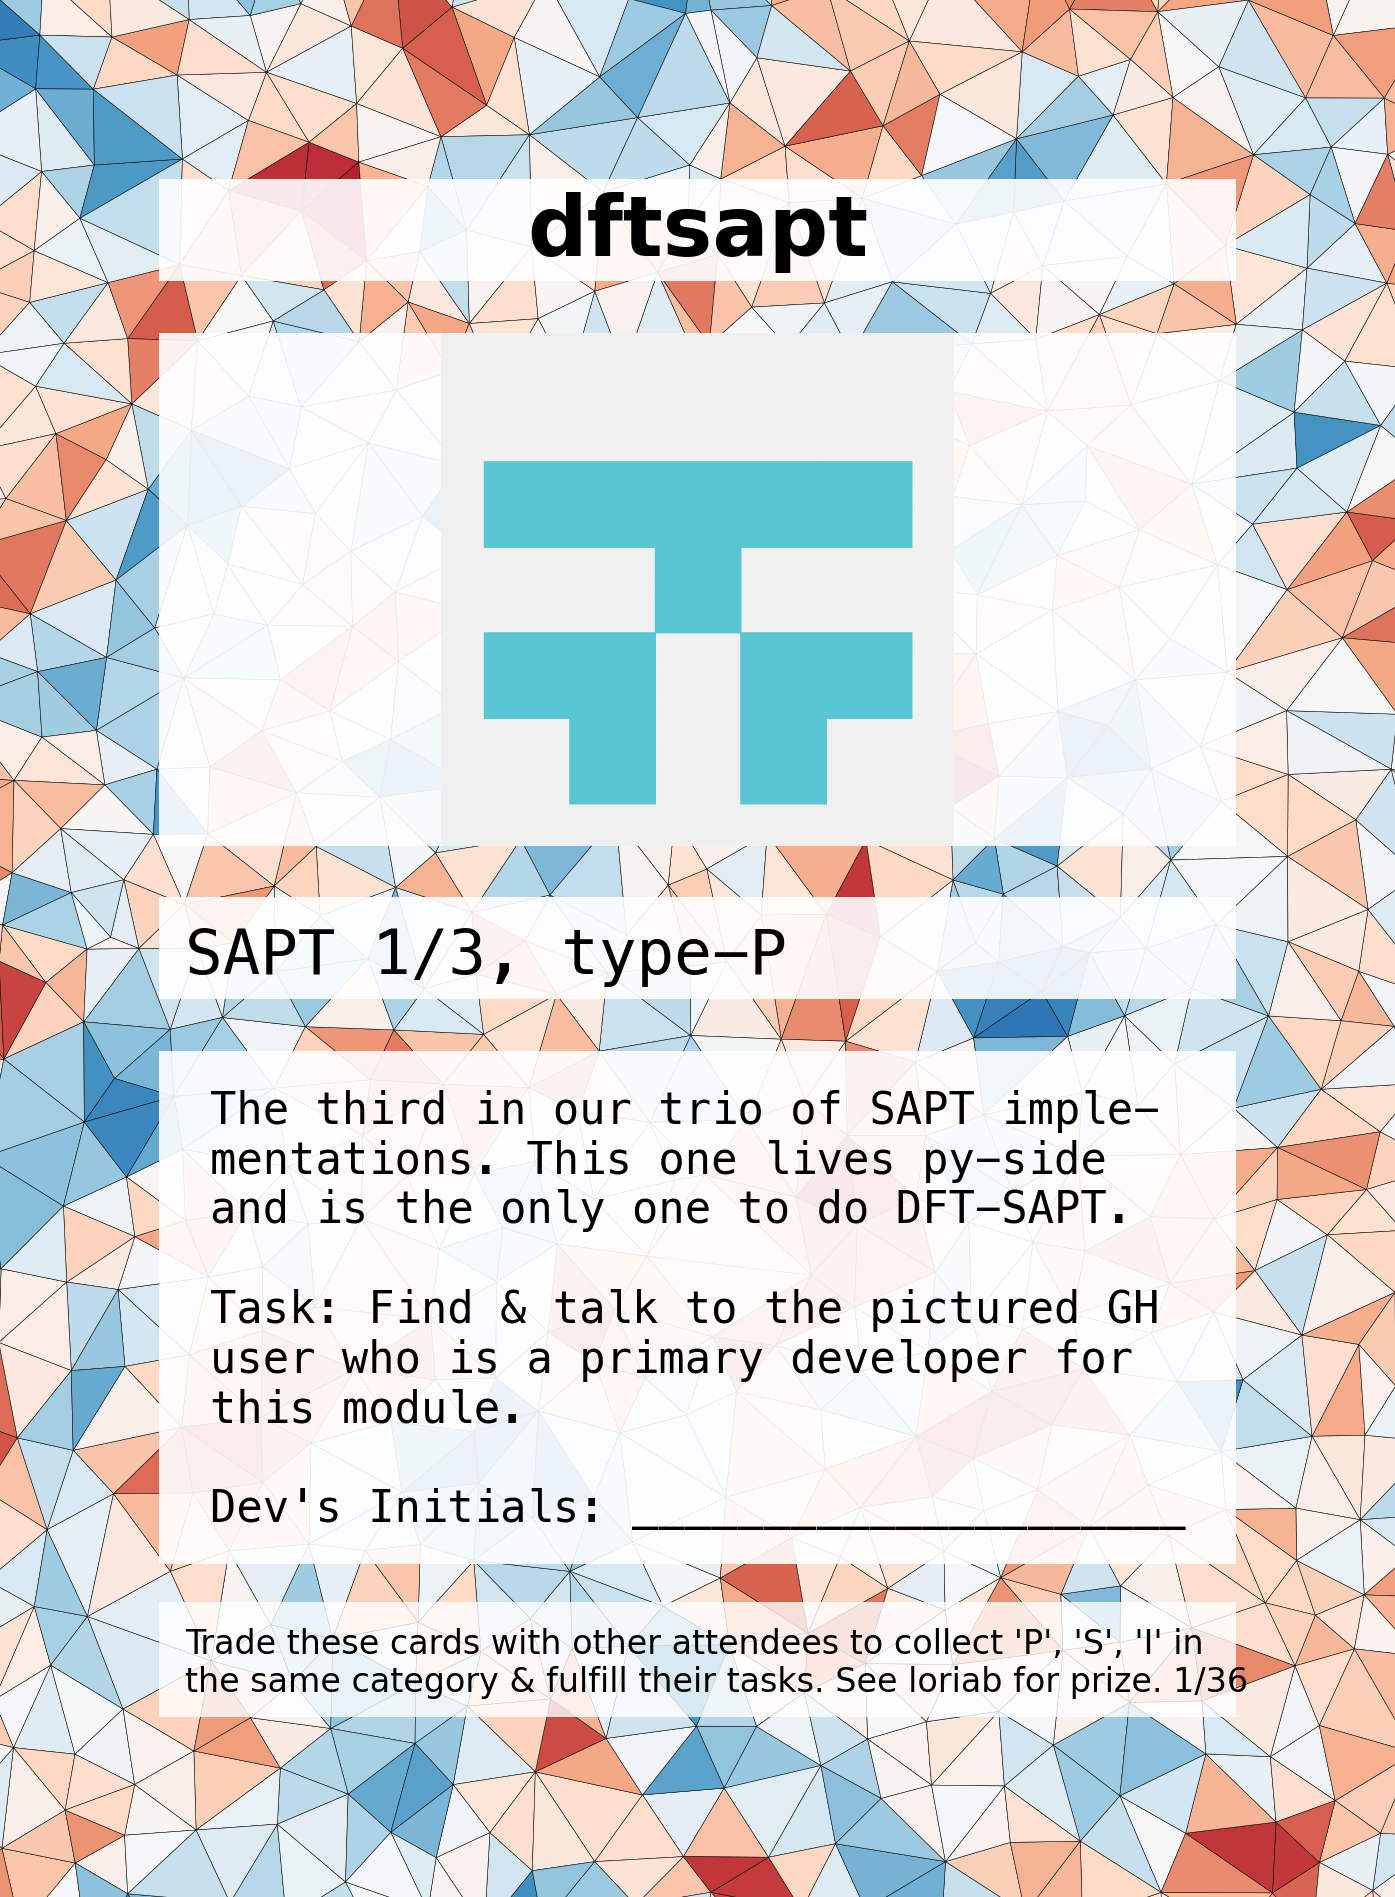 dftsapt
SAPT 1/3, type–P
The third in our trio of SAPT imple–
mentations. This one lives py–side
and is the only one to do DFT–SAPT.
Task: Find & talk to the pictured GH
user who is a primary developer for
this module.
Dev's Initials: _____________________
Trade these cards with other attendees to collect 'P', 'S', 'I' in
the same category & fulfill their tasks. See loriab for prize. 1/36